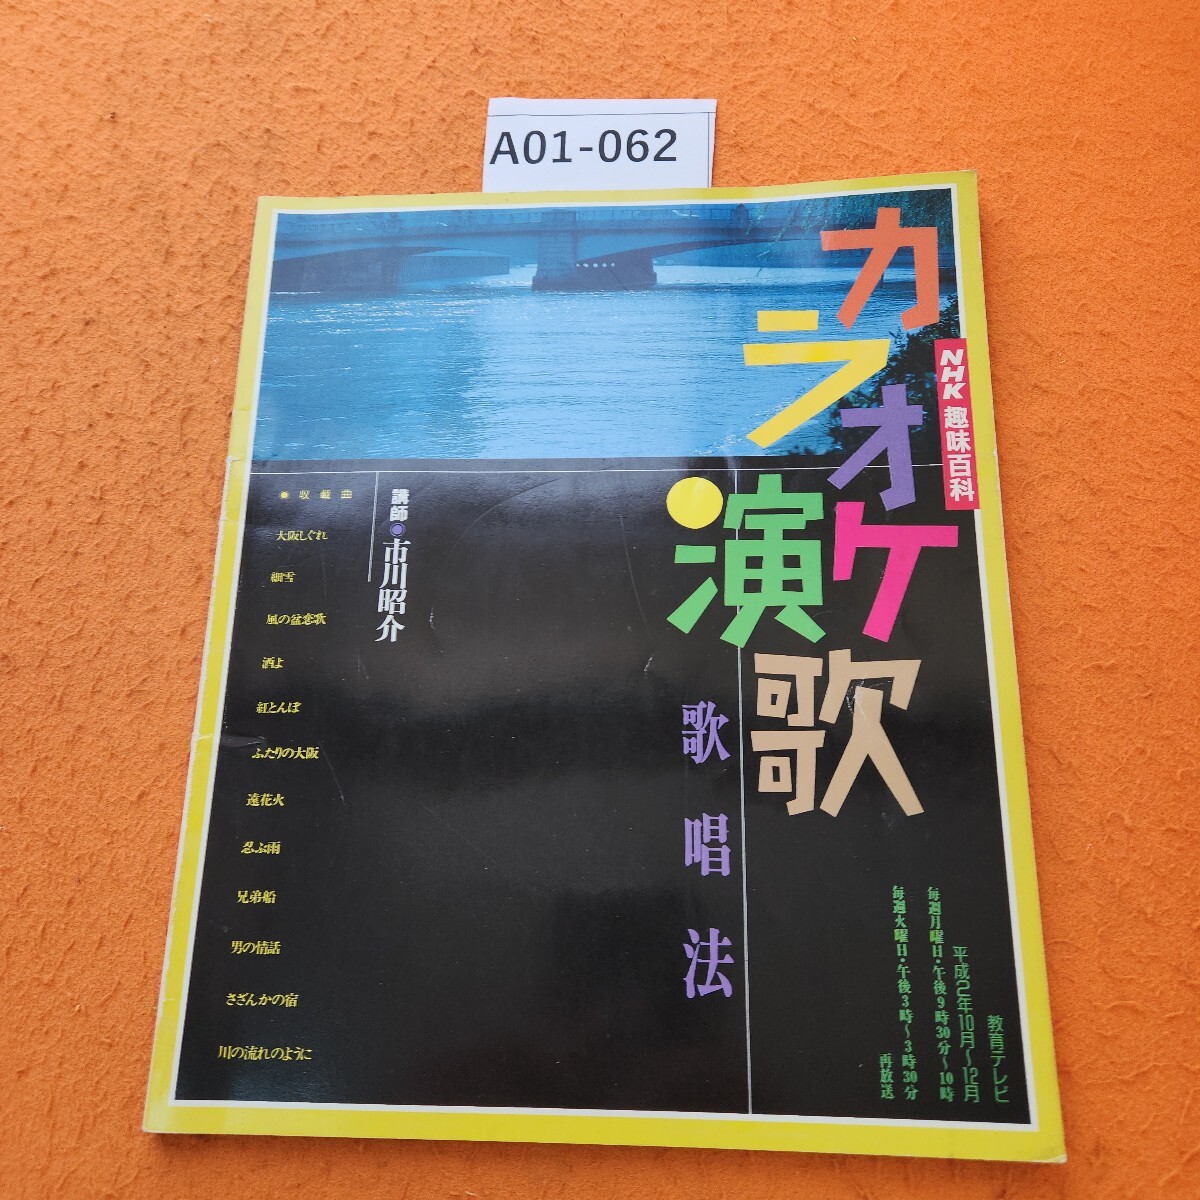 A01-062
カラオケ
演歌
歌唱法
NHK 趣味百科
教育テレビ
平成2年10月〜12月
毎週月曜日・午後9時30分〜10時
毎週火曜日・午後3時〜3時30分
再放送
講師●市川昭介
●収載曲
大阪しぐれ
細雪
風の盆恋歌
酒よ
紅とんぼ
ふたりの大阪
遠花火
忍ぶ雨
兄弟船
男の情話
さざんかの宿
川の流れのように